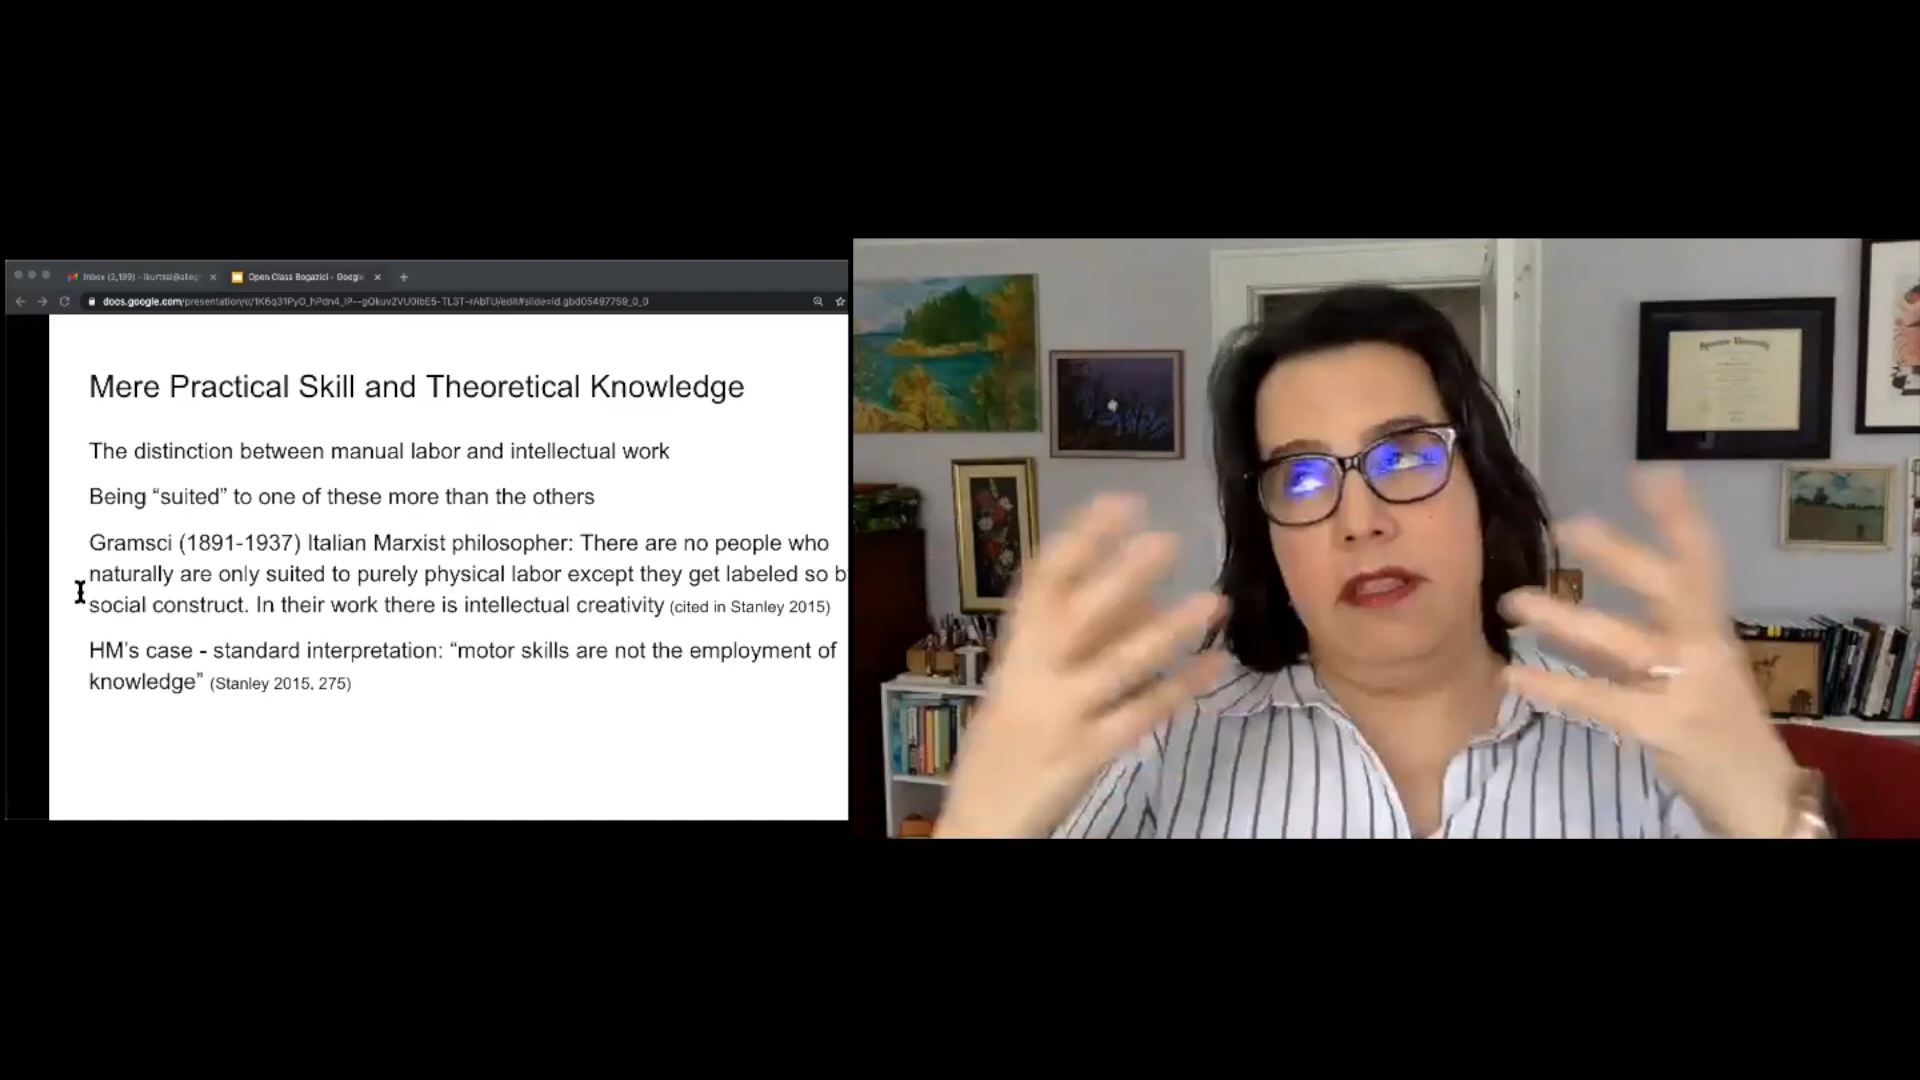 Inbox (2,199) -
Open Class Bogazici - Google
docs.google.com
Mere Practical Skill and Theoretical Knowledge
The distinction between manual labor and intellectual work
Being “suited” to one of these more than the others
Gramsci (1891-1937) Italian Marxist philosopher: There are no people who
naturally are only suited to purely physical labor except they get labeled so b
social construct. In their work there is intellectual creativity (cited in Stanley 2015)
HM’s case - standard interpretation: “motor skills are not the employment of
knowledge” (Stanley 2015, 275)